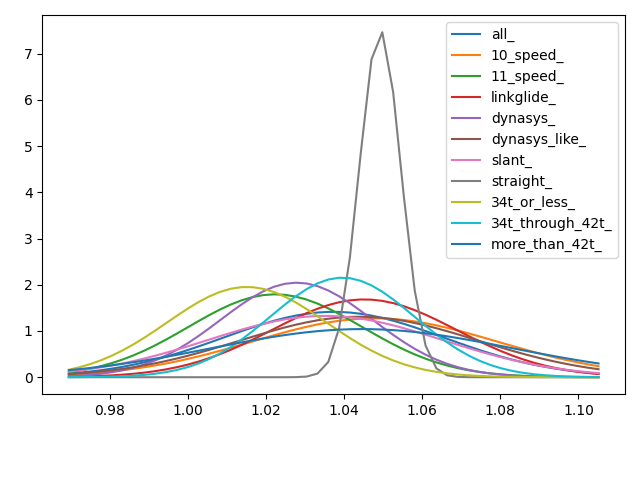 7
6
5
4
3
2
1
0
0.98 1.00 1.02 1.04 1.06 1.08 1.10
all_
10_speed_
11_speed_
linkglide_
dynasys_
dynasys_like_
slant_
straight_
34t_or_less_
34t_through_42t_
more_than_42t_